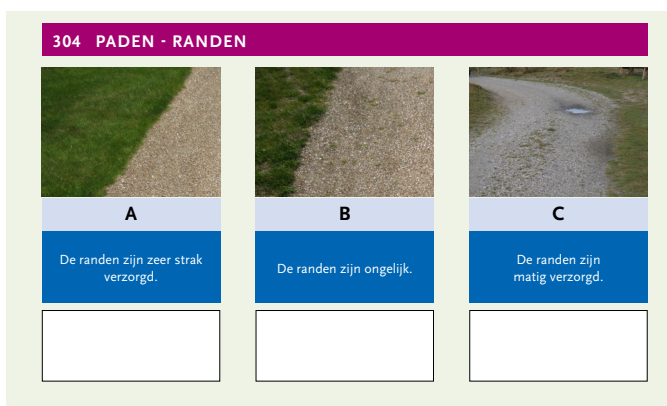 304 PADEN - RANDEN
A
B
C
De randen zijn zeer strak
verzorgd.
De randen zijn ongelijk.
De randen zijn
matig verzorgd.